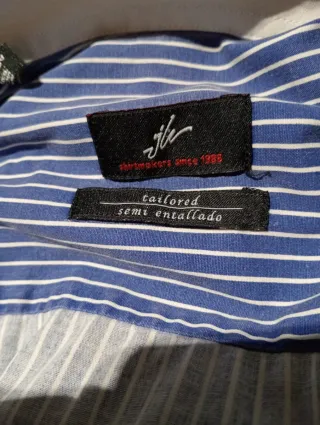 shirtmakers since 1986
tailored
semi entallado